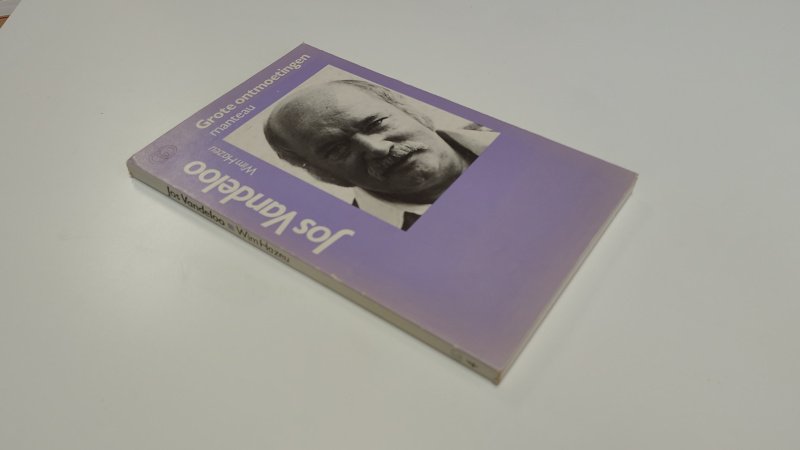 Grote ontmoetingen
manteau
Wim Hazeu
Jos Vandeloo
Jos Vandeloo Wim Hazeu